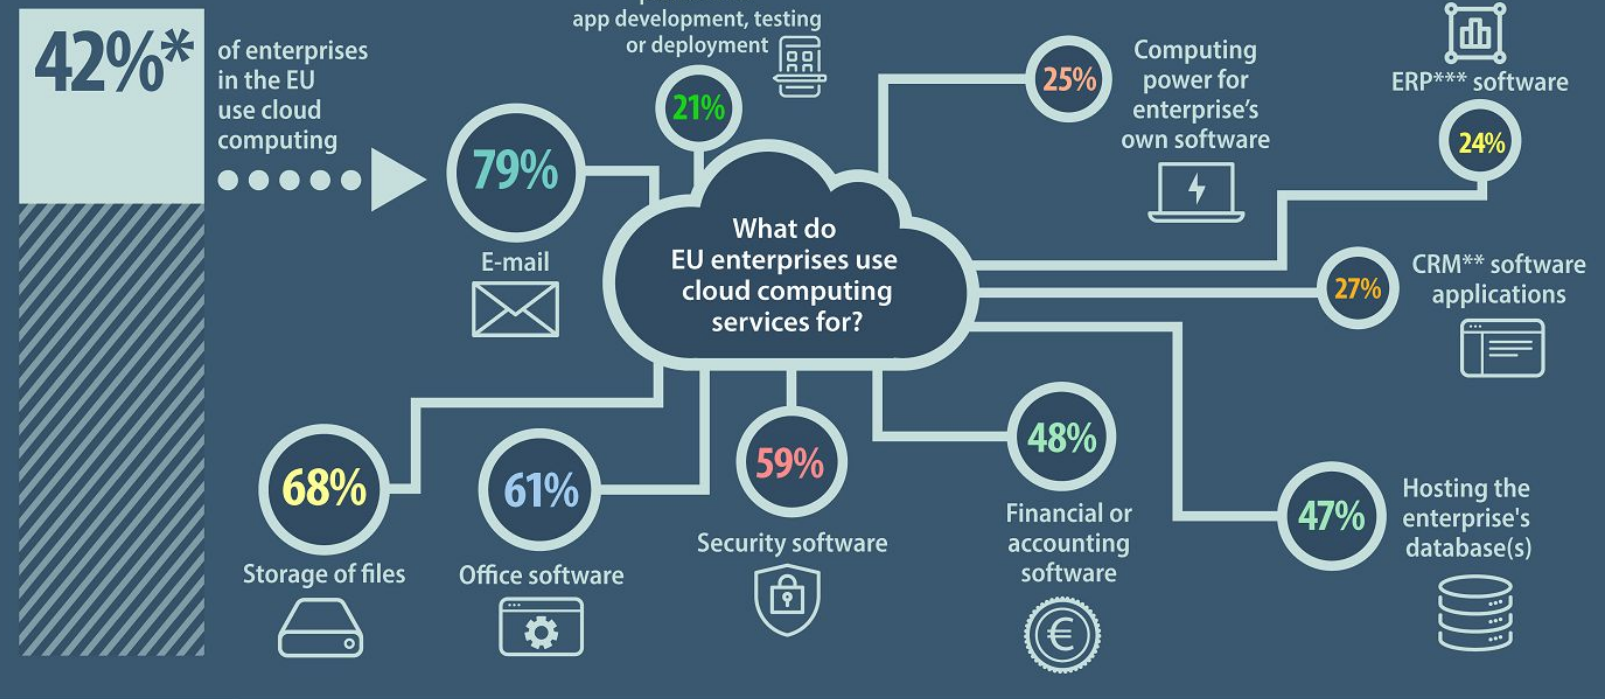 42%*
of enterprises
in the EU
use cloud
computing
app development, testing
or deployment
21%
79%
E-mail
What do
EU enterprises use
cloud computing
services for?
25%
Computing
power for
enterprise's
own software
ERP*** software
24%
27%
CRM** software
applications
68%
Storage of files
61%
Office software
59%
Security software
48%
Financial or
accounting
software
€
47%
Hosting the
enterprise's
database(s)